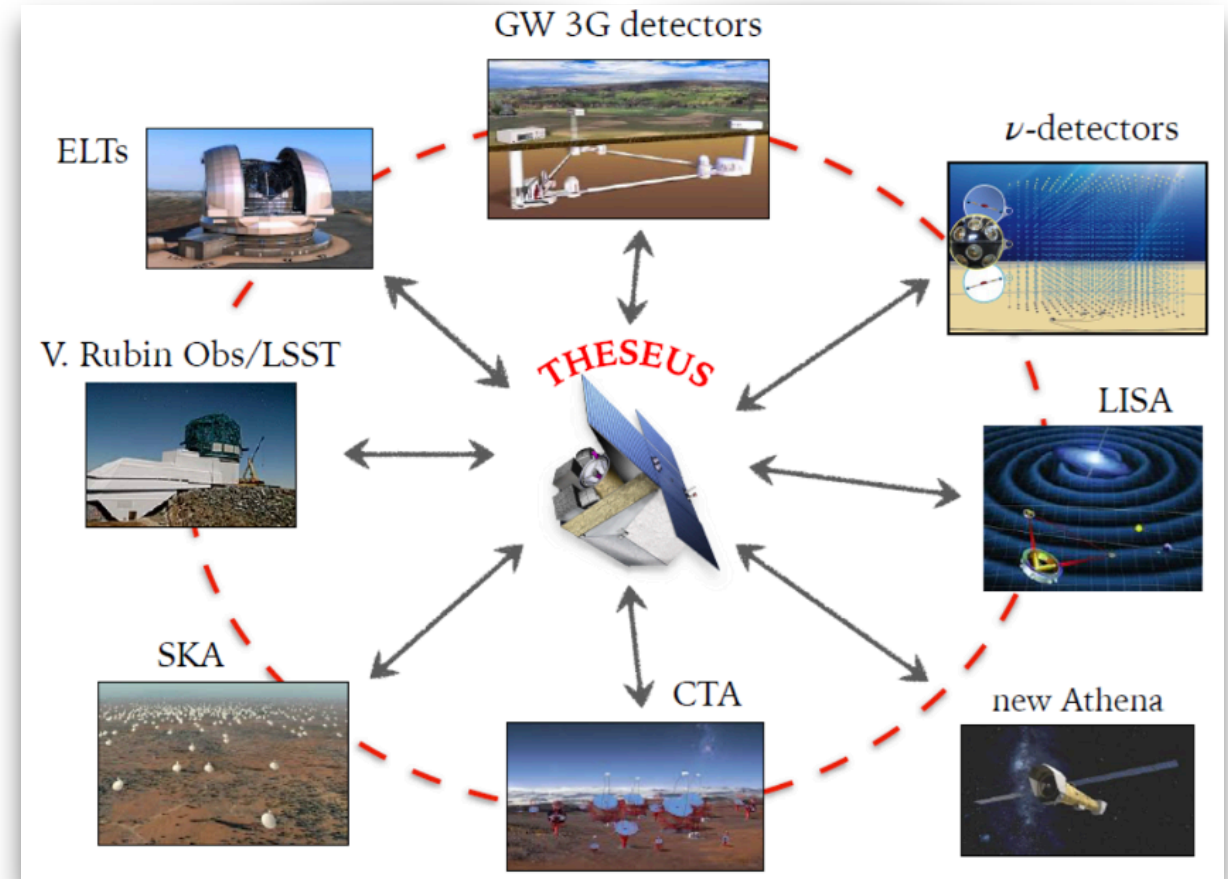 GW 3G detectors
ELTs
ν-detectors
V. Rubin Obs/LSST
THESEUS
LISA
SKA
CTA
new Athena